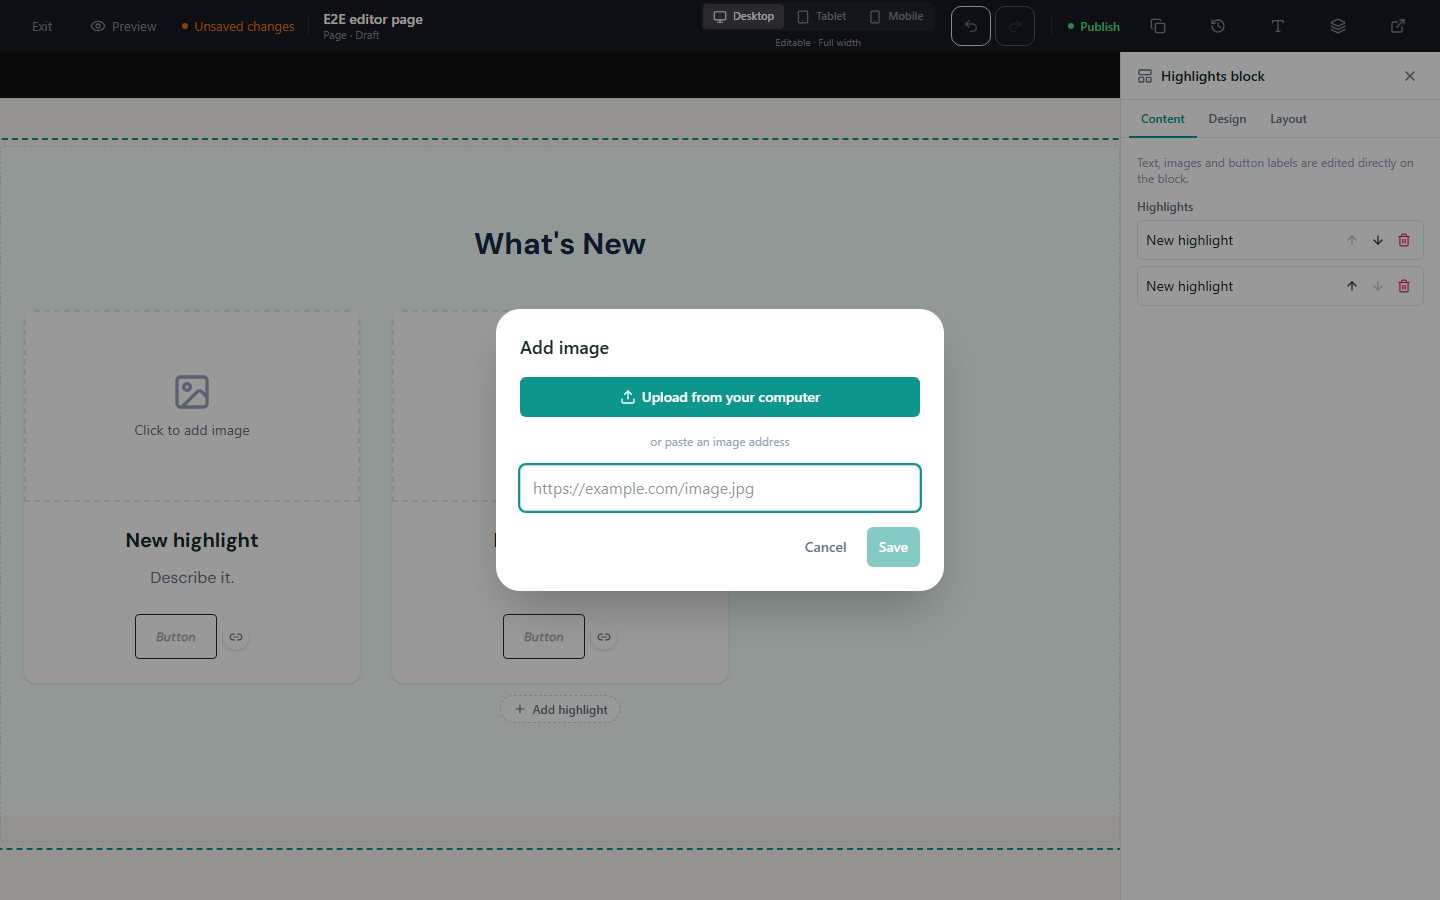 Exit
Preview
Unsaved changes
E2E editor page
Page · Draft
Desktop
Tablet
Mobile
Editable · Full width
Publish
Highlights block
Content
Design
Layout
Text, images and button labels are edited directly on
the block.
Highlights
New highlight
New highlight
What's New
Click to add image
New highlight
Describe it.
Button
Button
Add highlight
Add image
Upload from your computer
or paste an image address
https://example.com/image.jpg
Cancel
Save